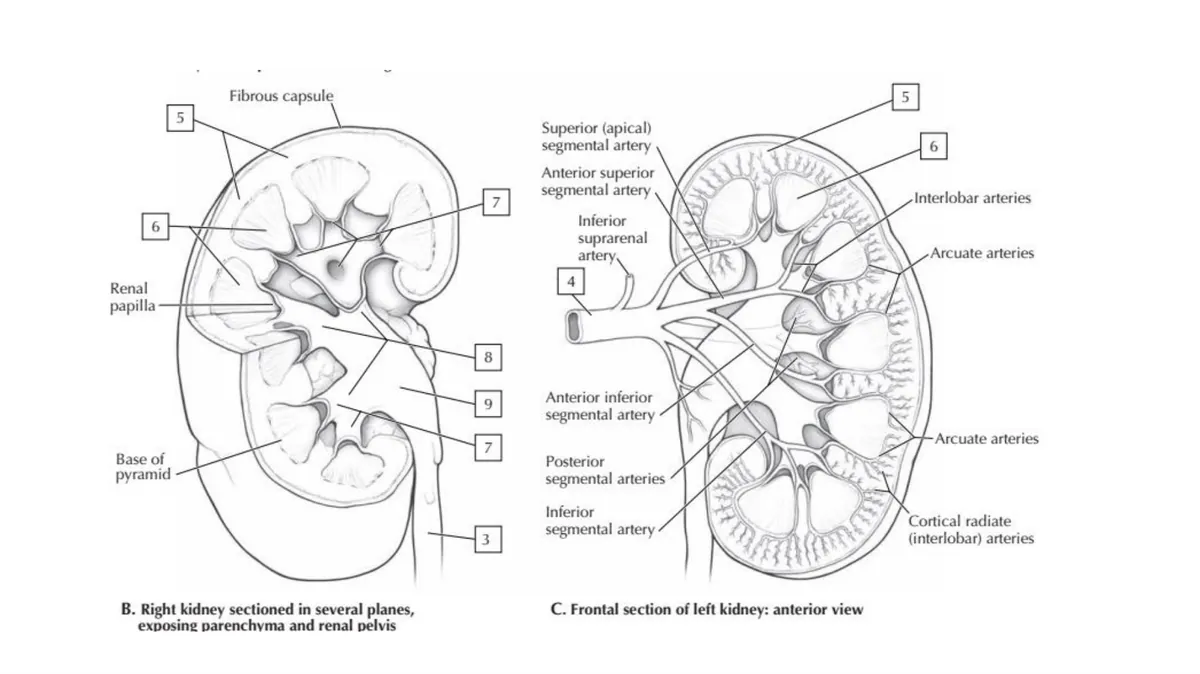 Fibrous capsule
5
6
7
Renal
papilla
8
9
7
Base of
pyramid
3
B. Right kidney sectioned in several planes,
exposing parenchyma and renal pelvis
5
Superior (apical)
segmental artery
6
Anterior superior
segmental artery
Interlobar arteries
Inferior
suprarenal
artery
Arcuate arteries
4
Anterior inferior
segmental artery
Arcuate arteries
Posterior
segmental arteries
Inferior
segmental artery
Cortical radiate
(interlobar) arteries
C. Frontal section of left kidney: anterior view